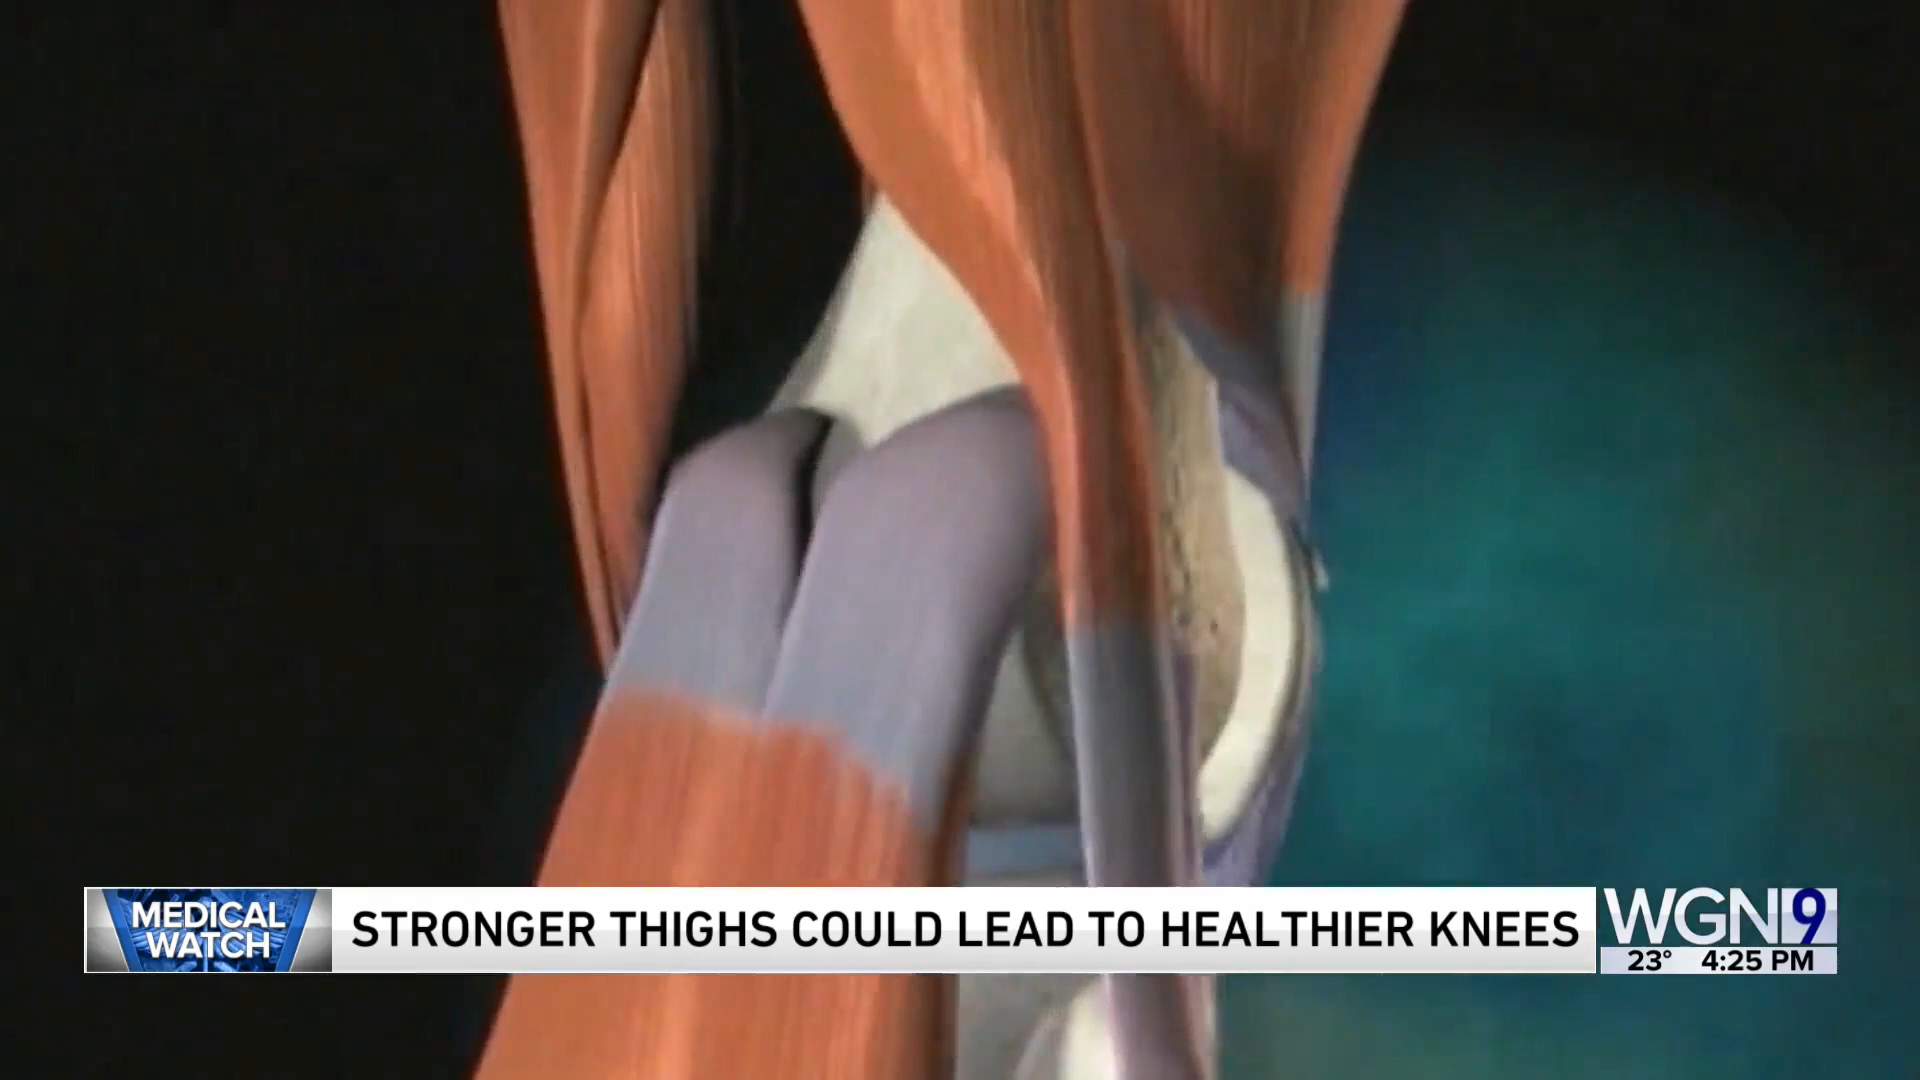 MEDICAL
WATCH
STRONGER THIGHS COULD LEAD TO HEALTHIER KNEES
WGN9
23° 4:25 PM